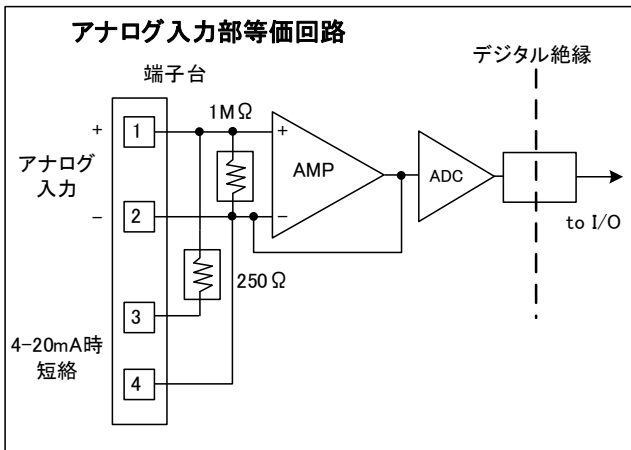 アナログ入力部等価回路
デジタル絶縁
端子台
1MΩ
+
1
+
AMP
ADC
アナログ
入力
−
2
−
to I/O
250Ω
3
4-20mA時
短絡
4